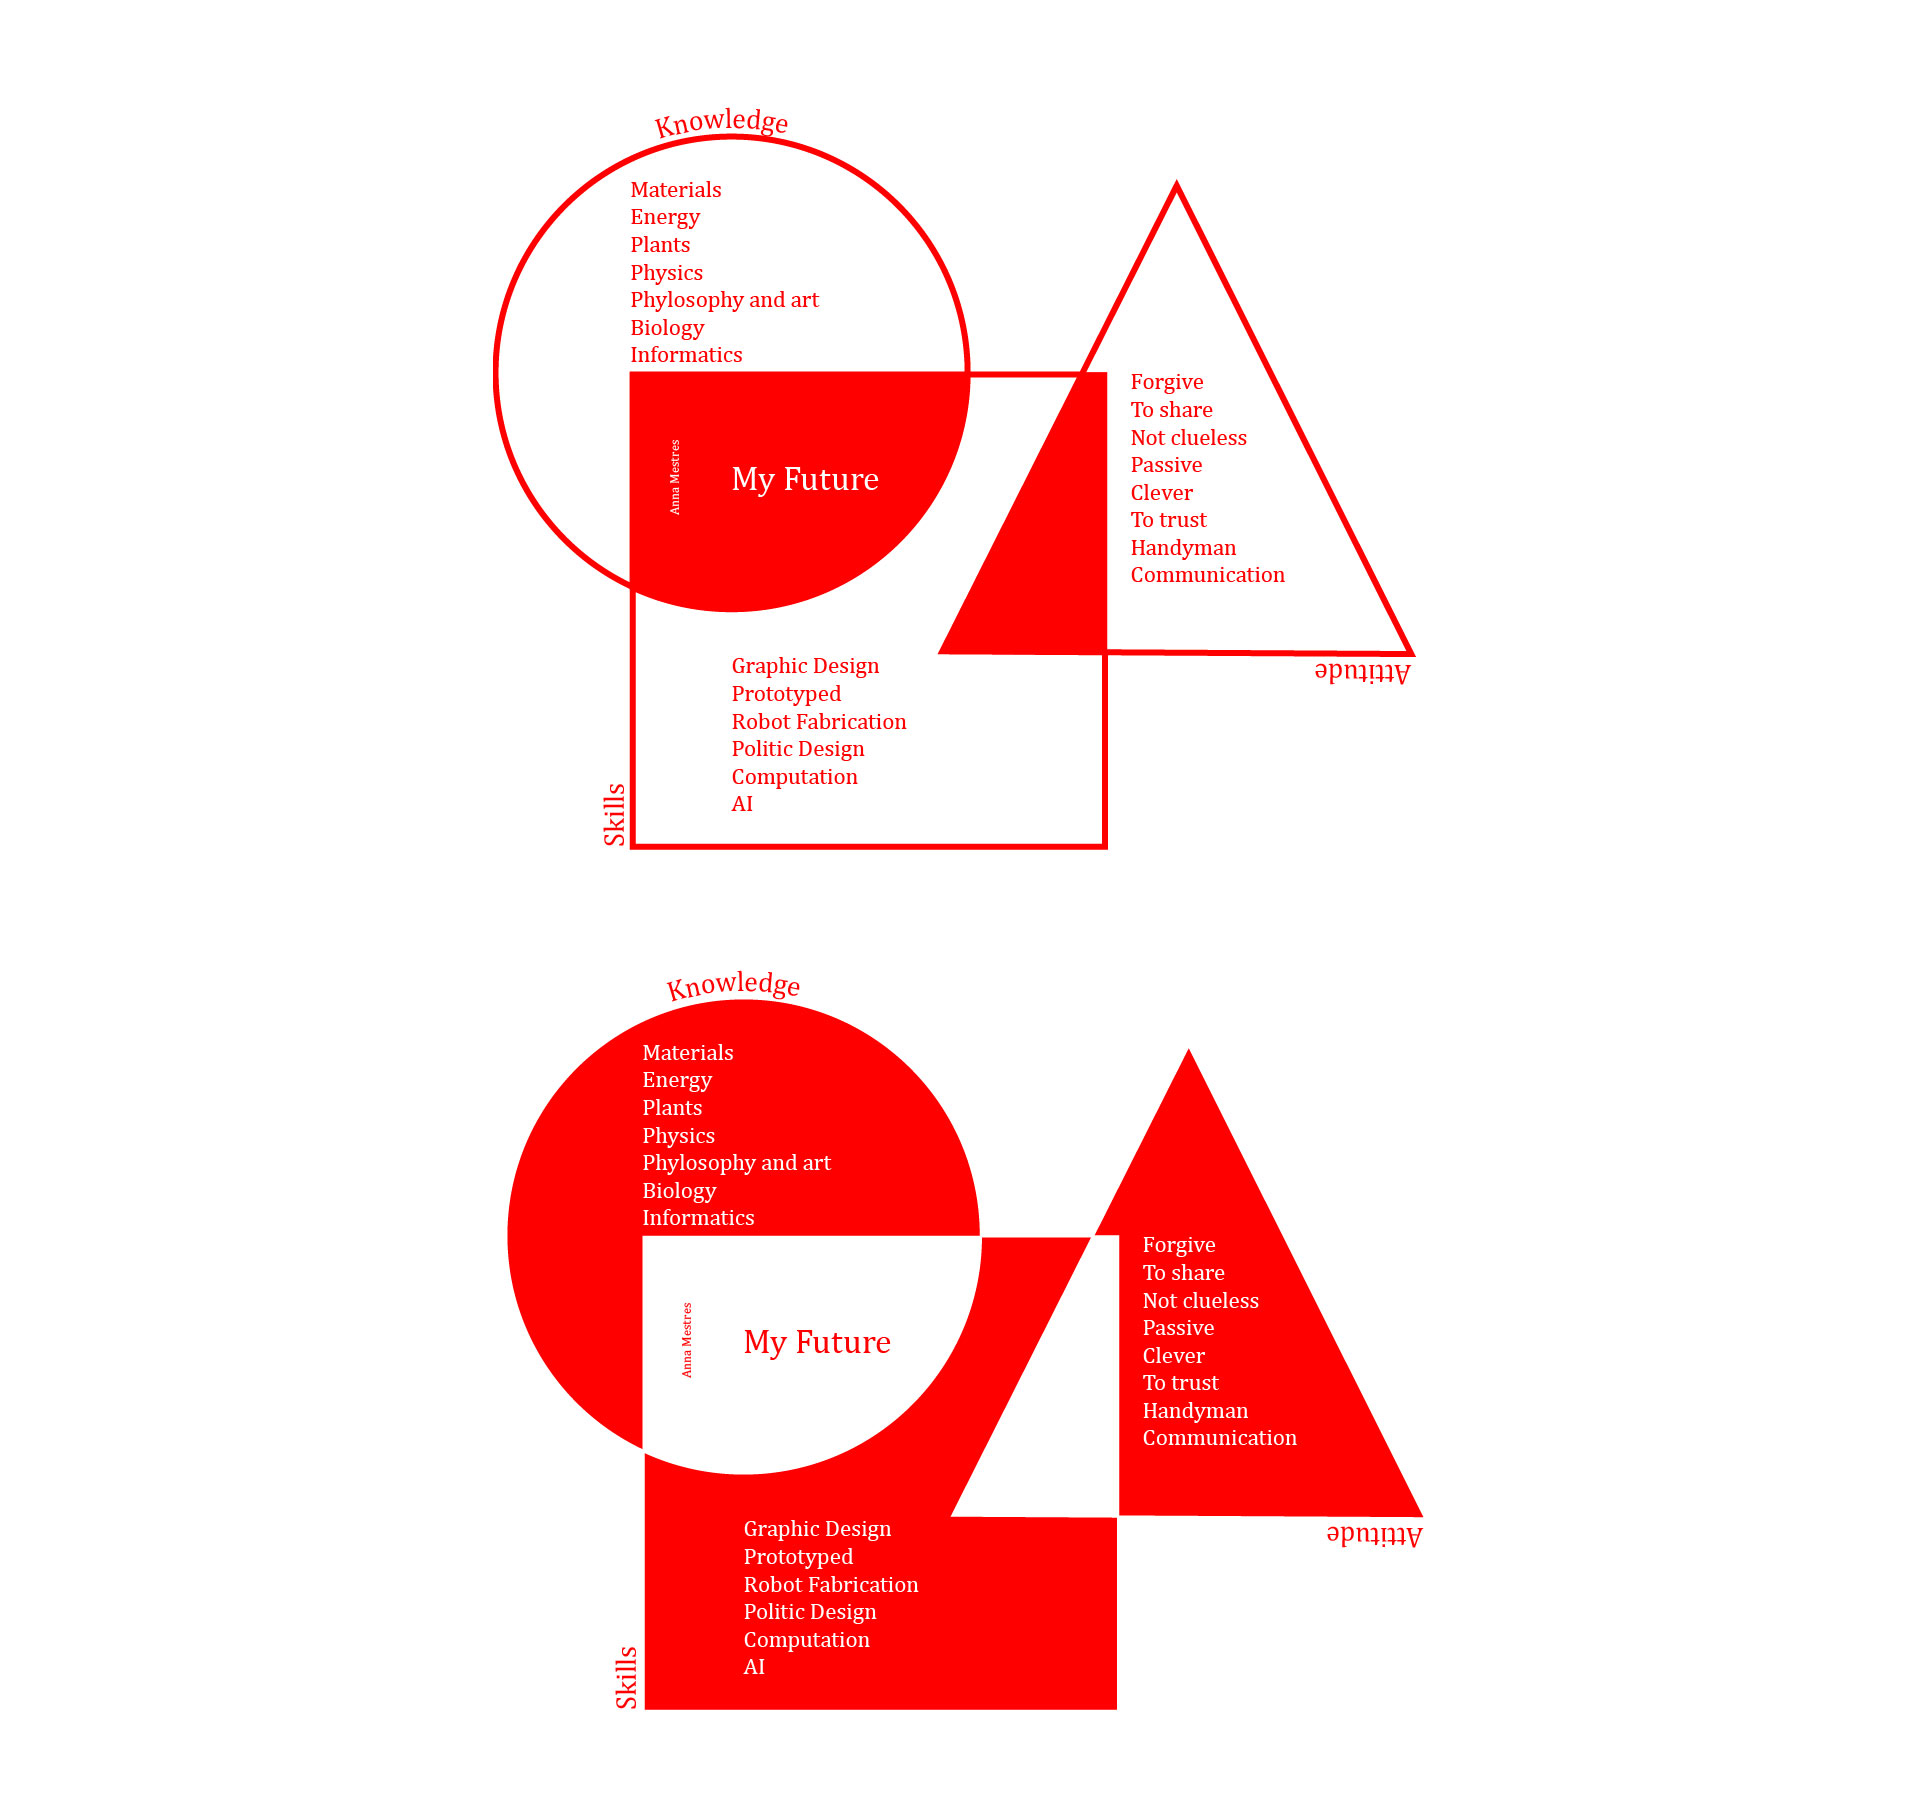 Knowledge
Materials
Energy
Plants
Physics
Phylosophy and art
Biology
Informatics
Anna Mestres
My Future
Forgive
To share
Not clueless
Passive
Clever
To trust
Handyman
Communication
Attitude
Graphic Design
Prototyped
Robot Fabrication
Politic Design
Computation
AI
Skills
Knowledge
Materials
Energy
Plants
Physics
Phylosophy and art
Biology
Informatics
Anna Mestres
My Future
Forgive
To share
Not clueless
Passive
Clever
To trust
Handyman
Communication
Attitude
Graphic Design
Prototyped
Robot Fabrication
Politic Design
Computation
AI
Skills